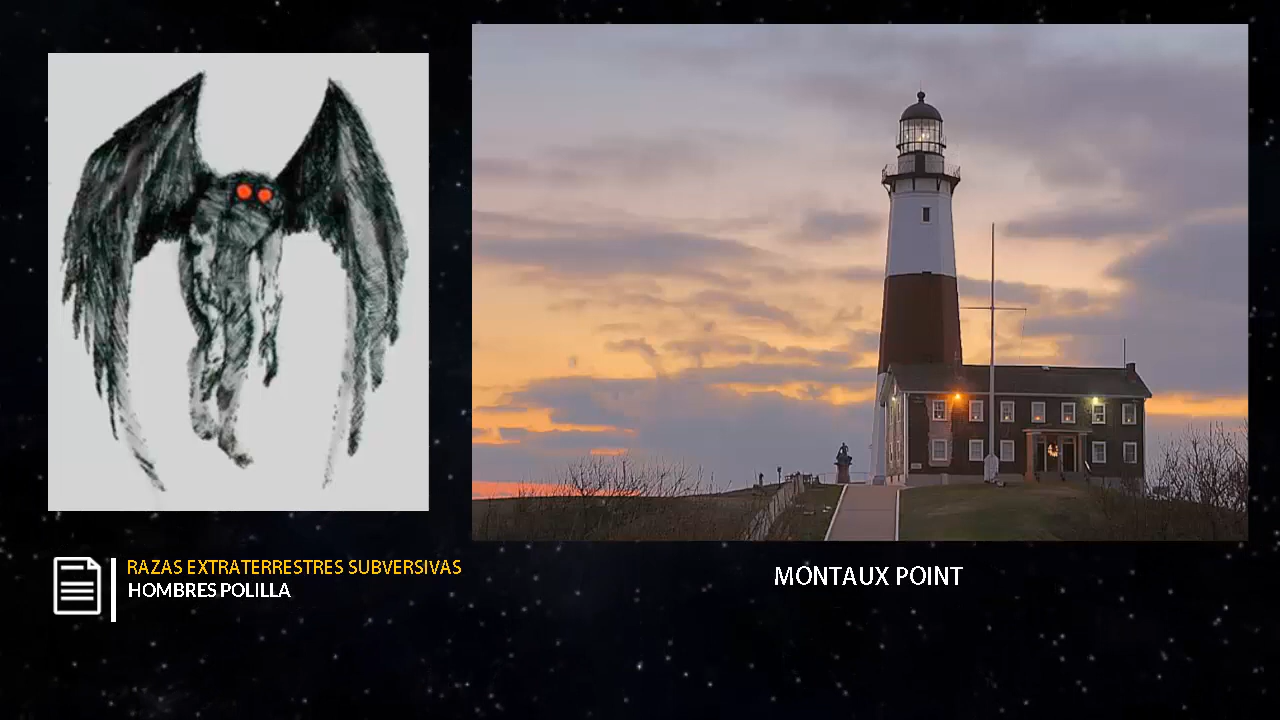 RAZAS EXTRATERRESTRES SUBVERSIVAS
HOMBRES POLILLA
MONTAUX POINT